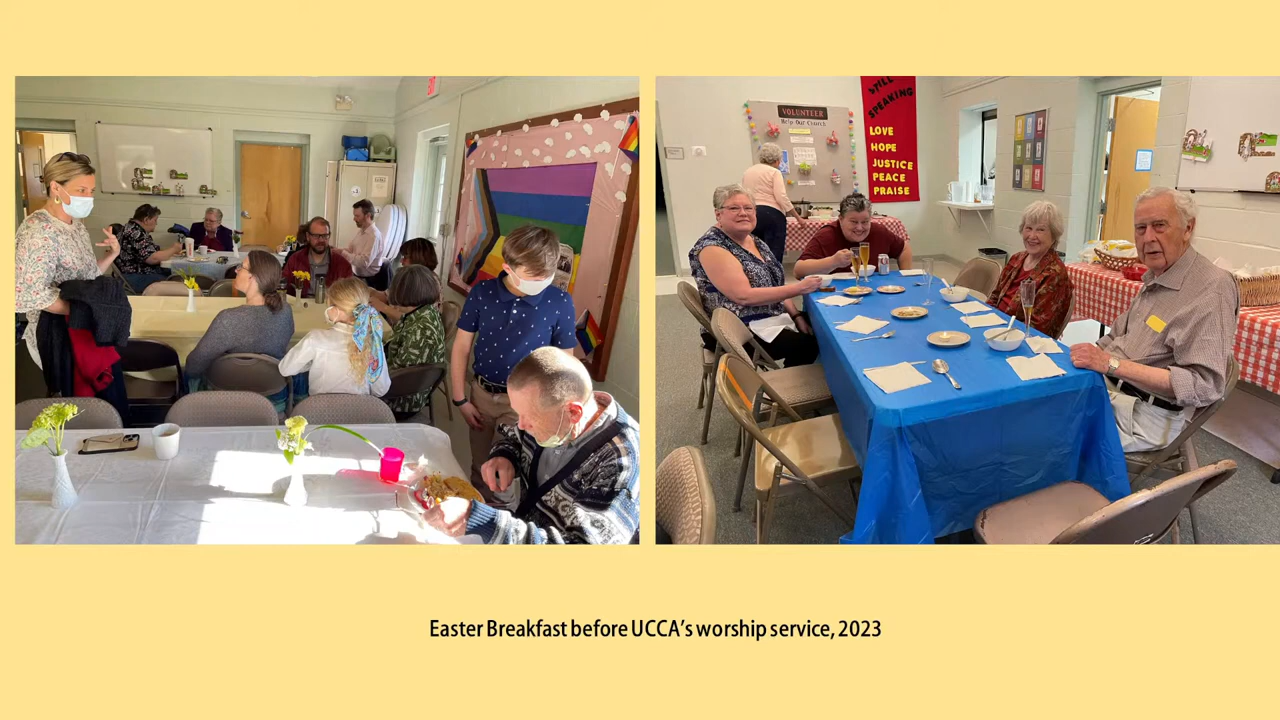 VOLUNTEER
Help Our Church
STILL
SPEAKING
LOVE
HOPE
JUSTICE
PEACE
PRAISE
Easter Breakfast before UCCA's worship service, 2023